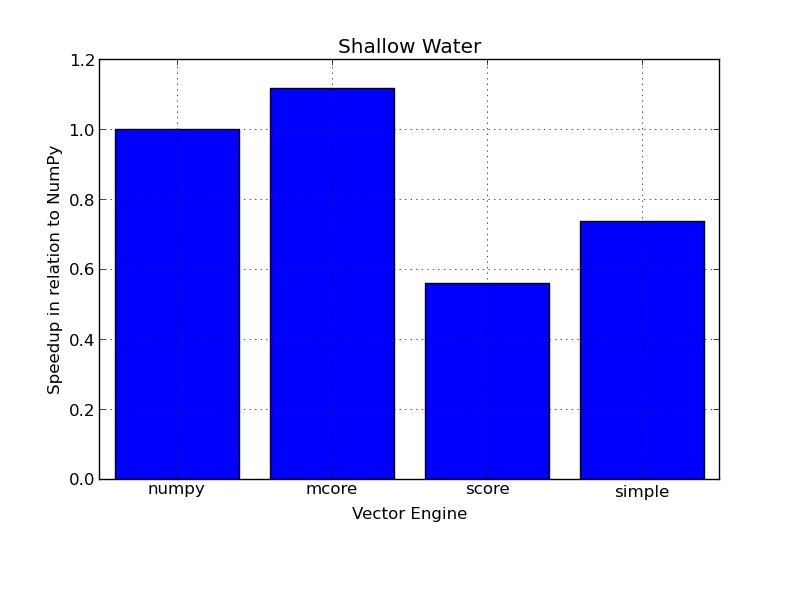 Shallow Water
1.2
1.0
0.8
0.6
0.4
0.2
0.0
Speedup in relation to NumPy
numpy mcore score simple
Vector Engine